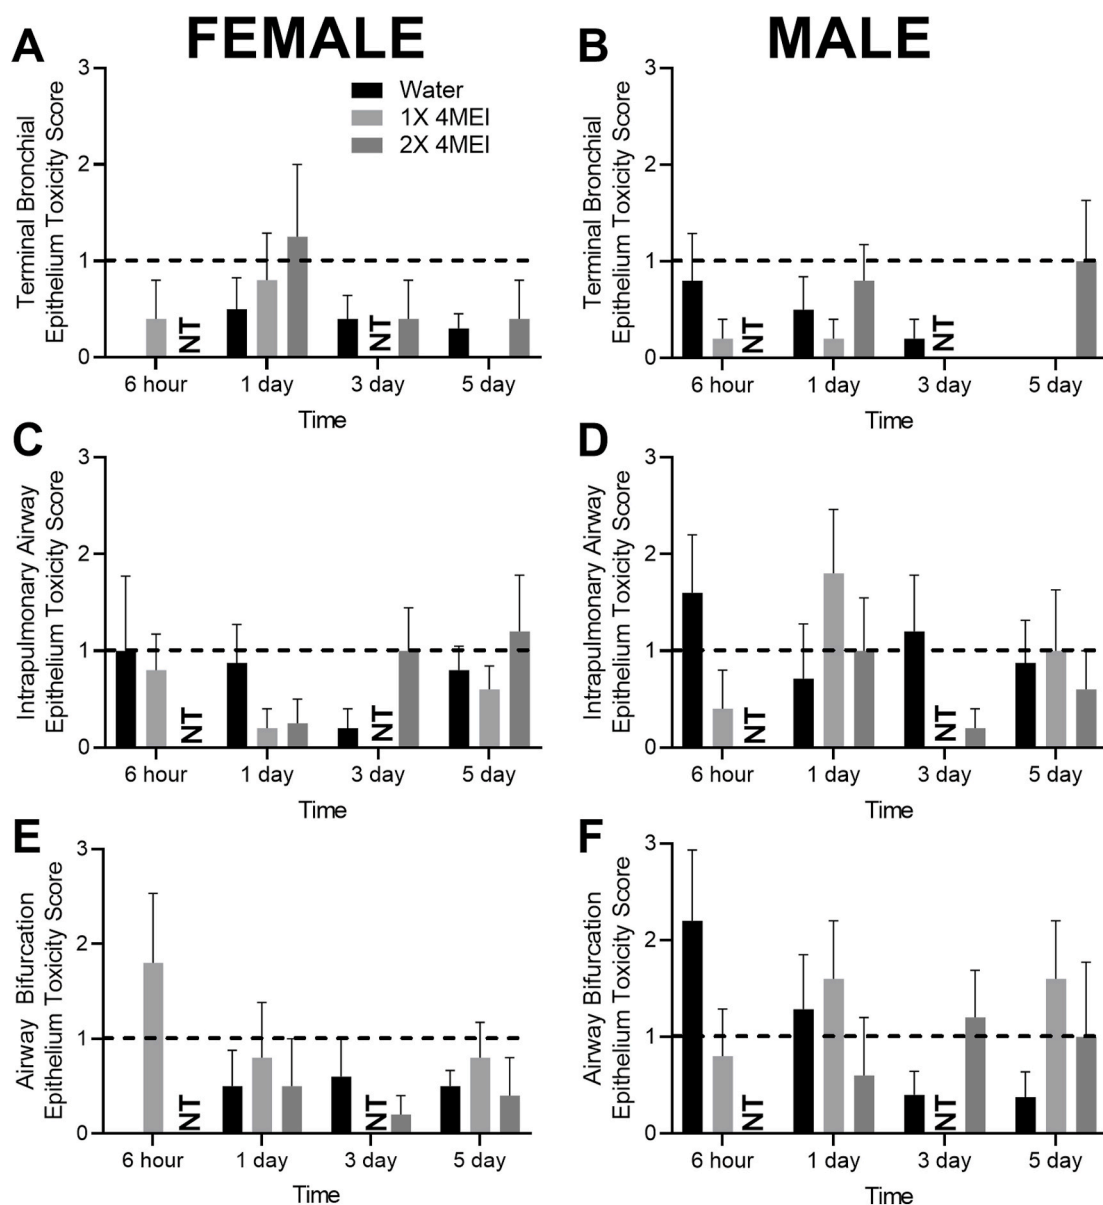 FEMALE
MALE
A
Terminal Bronchial
Epithelium Toxicity Score
3
2
1
0
Water
1X 4MEI
2X 4MEI
NT
NT
6 hour 1 day 3 day 5 day
Time
B
Terminal Bronchial
Epithelium Toxicity Score
3
2
1
0
NT
NT
6 hour 1 day 3 day 5 day
Time
C
Intrapulmonary Airway
Epithelium Toxicity Score
3
2
1
0
NT
NT
6 hour 1 day 3 day 5 day
Time
D
Intrapulmonary Airway
Epithelium Toxicity Score
3
2
1
0
NT
NT
6 hour 1 day 3 day 5 day
Time
E
Airway Bifurcation
Epithelium Toxicity Score
3
2
1
0
NT
NT
6 hour 1 day 3 day 5 day
Time
F
Airway Bifurcation
Epithelium Toxicity Score
3
2
1
0
NT
NT
6 hour 1 day 3 day 5 day
Time